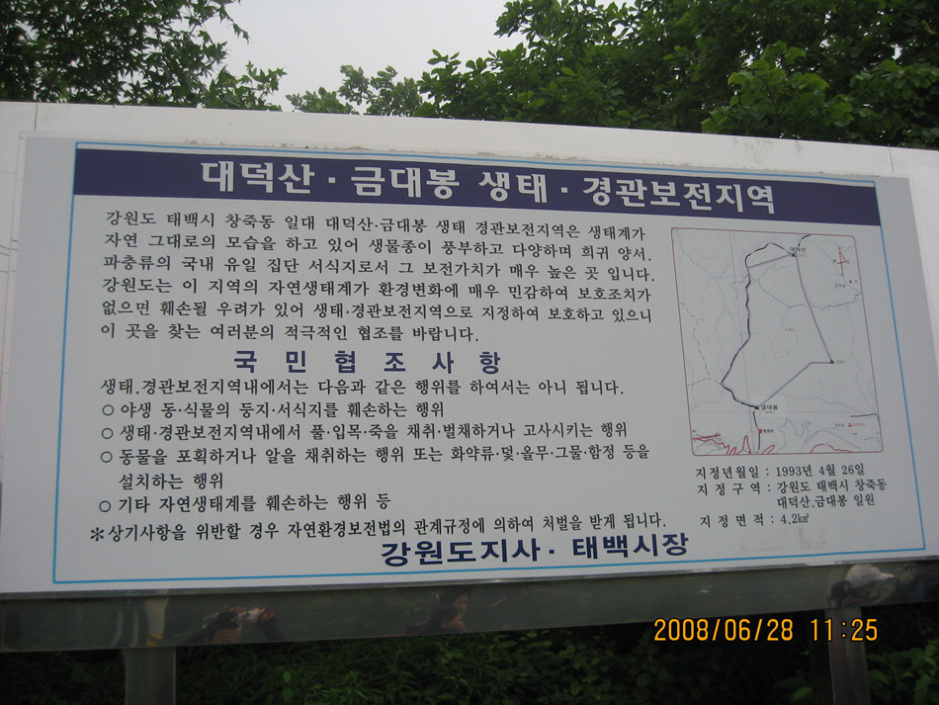 대덕산 · 금대봉 생태 · 경관보전지역
강원도 태백시 창죽동 일대 대덕산·금대봉 생태 경관보전지역은 생태계가
자연 그대로의 모습을 하고 있어 생물종이 풍부하고 다양하며 희귀 양서.
파충류의 국내 유일 집단 서식지로서 그 보전가치가 매우 높은 곳 입니다.
강원도는 이 지역의 자연생태계가 환경변화에 매우 민감하여 보호조치가
없으면 훼손될 우려가 있어 생태·경관보전지역으로 지정하여 보호하고 있으니
이 곳을 찾는 여러분의 적극적인 협조를 바랍니다.
국 민 협 조 사 항
생태.경관보전지역내에서는 다음과 같은 행위를 하여서는 아니 됩니다.
○ 야생 동·식물의 둥지·서식지를 훼손하는 행위
○ 생태·경관보전지역내에서 풀·입목·죽을 채취·벌채하거나 고사시키는 행위
○ 동물을 포획하거나 알을 채취하는 행위 또는 화약류·덫·올무·그물·함정 등을
설치하는 행위
○ 기타 자연생태계를 훼손하는 행위 등
*상기사항을 위반할 경우 자연환경보전법의 관계규정에 의하여 처벌을 받게 됩니다.
강원도지사 · 태백시장
대덕산
금대봉
지정년월일 : 1993년 4월 26일
지 정 구 역 : 강원도 태백시 창죽동
대덕산.금대봉 일원
지 정 면 적 : 4.2㎢
2008/06/28 11:25